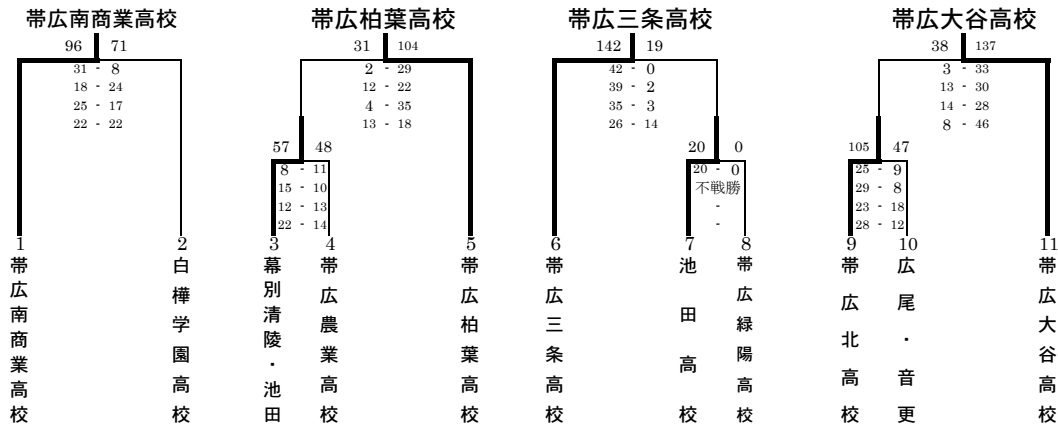 帯広南商業高校
96 71
31 - 8
18 - 24
25 - 17
22 - 22
1 帯広南商業高校
2 白樺学園高校
帯広柏葉高校
31 104
2 - 29
12 - 22
4 - 35
13 - 18
57 48
8 - 11
15 - 10
12 - 13
22 - 14
3 幕別清陵・池田
4 帯広農業高校
5 帯広柏葉高校
帯広三条高校
142 19
42 - 0
39 - 2
35 - 3
26 - 14
20 0
20 - 0
不戦勝
-
-
6 帯広三条高校
7 池田高校
8 帯広緑陽高校
帯広大谷高校
38 137
3 - 33
13 - 30
14 - 28
8 - 46
105 47
25 - 9
29 - 8
23 - 18
28 - 12
9 帯広北高校
10 広尾・音更
11 帯広大谷高校